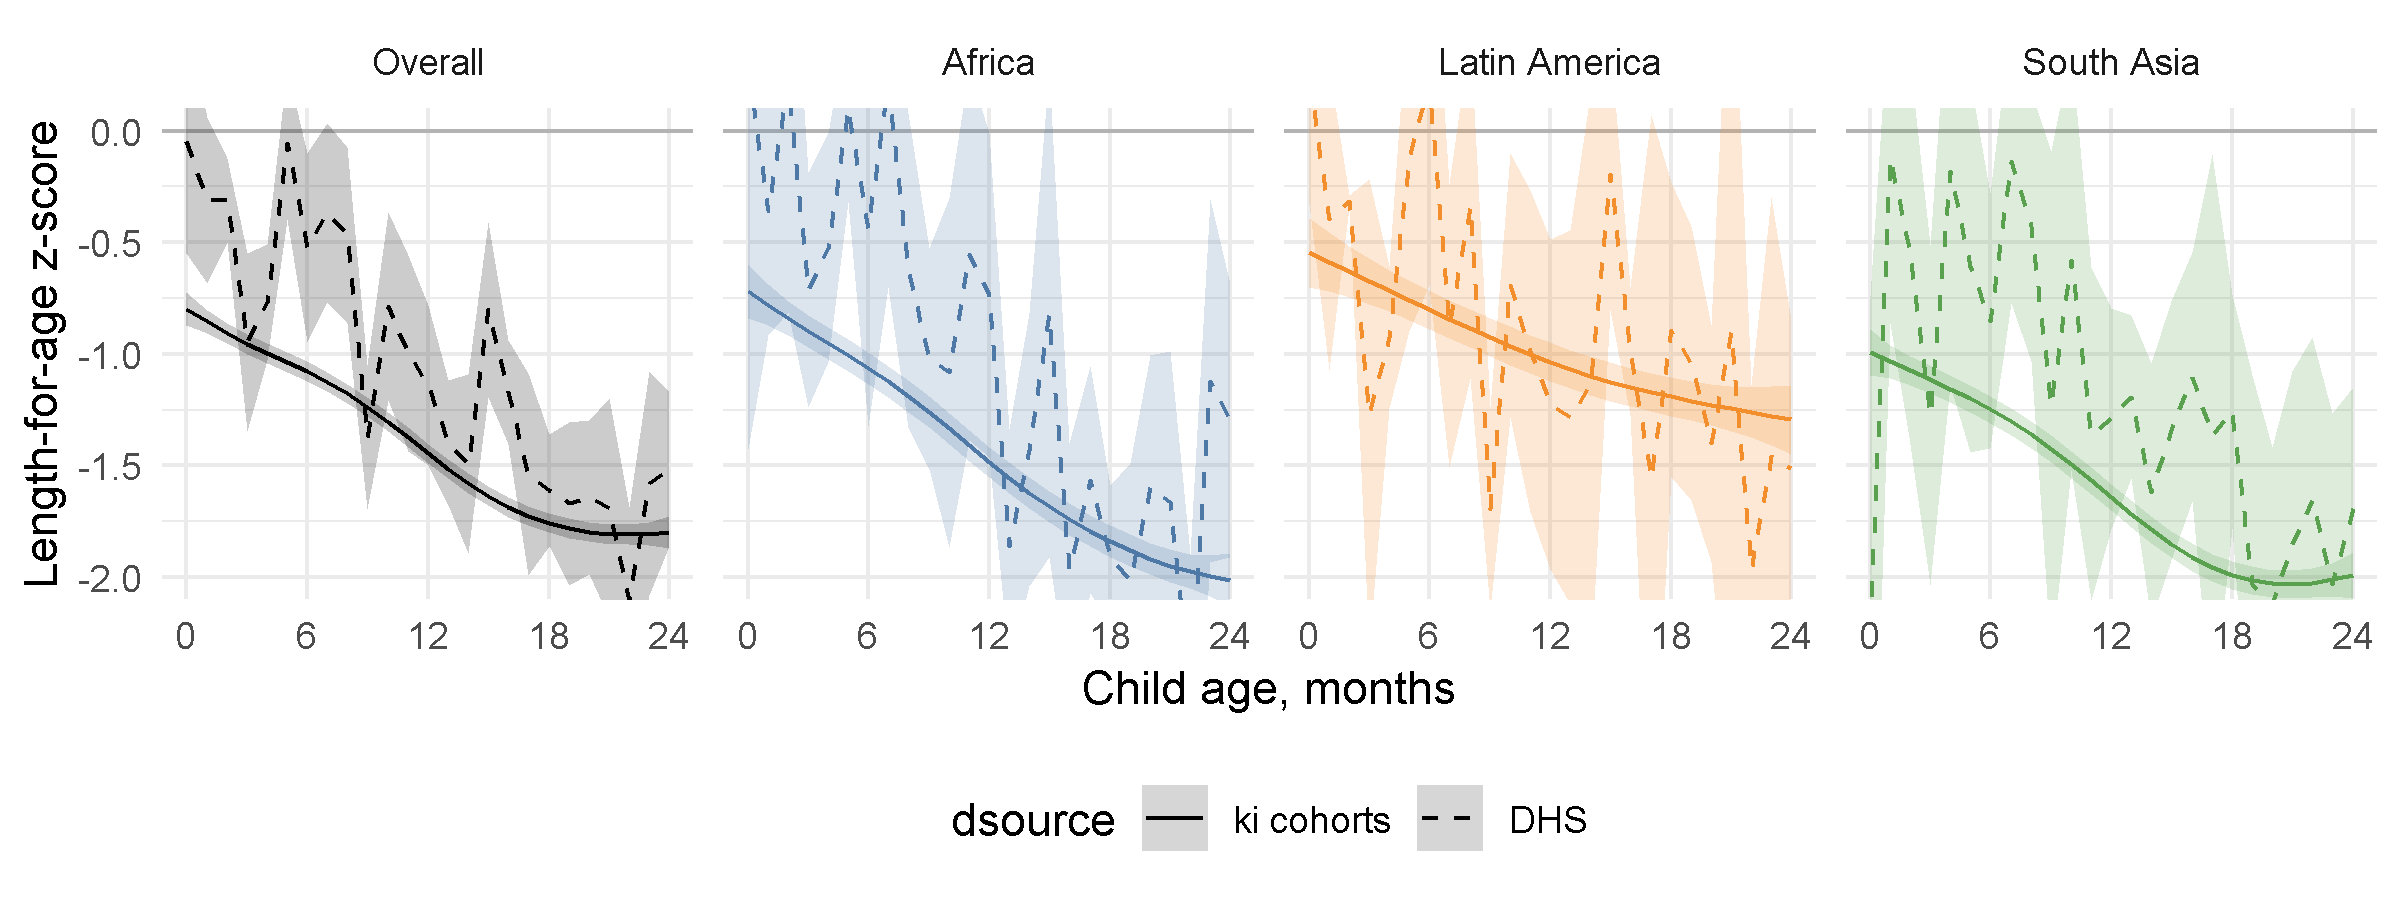 Overall Africa Latin America South Asia
Length-for-age z-score
0.0
-0.5
-1.0
-1.5
-2.0
0 6 12 18 24 0 6 12 18 24 0 6 12 18 24 0 6 12 18 24
Child age, months
dsource ki cohorts DHS